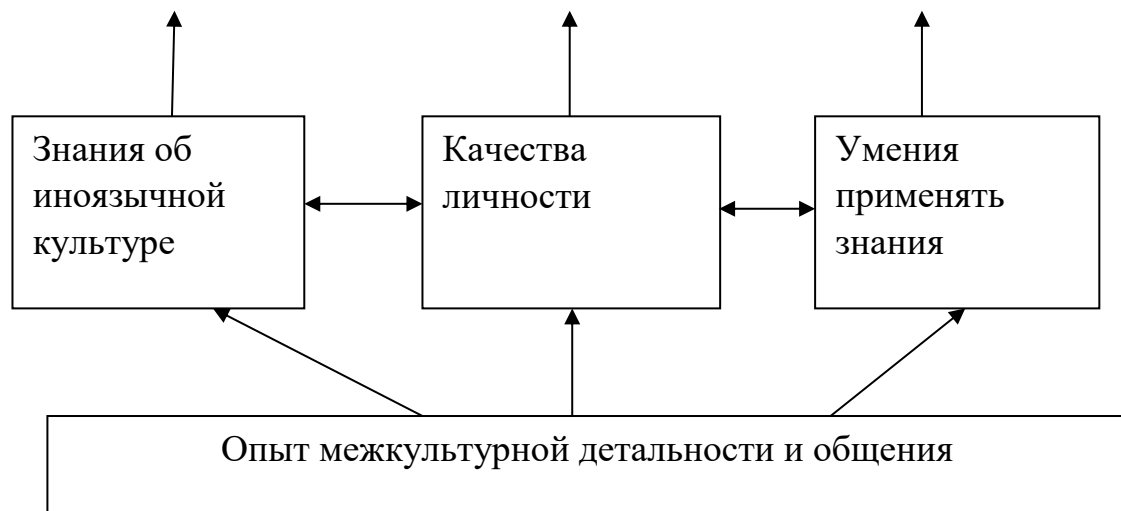 Знания об
иноязычной
культуре
Качества
личности
Умения
применять
знания
Опыт межкультурной детальности и общения